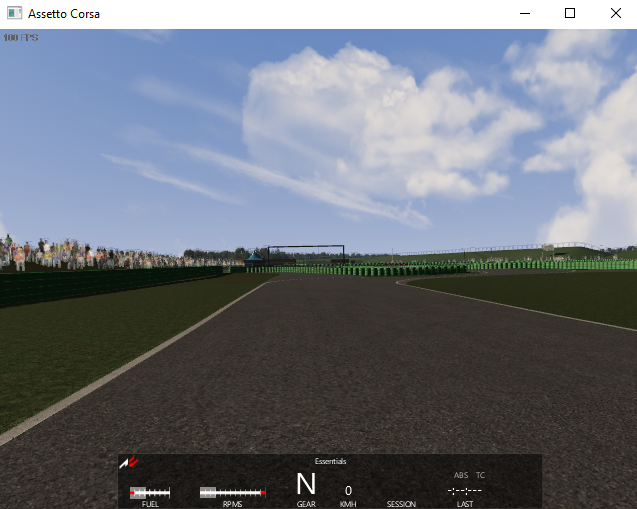 Assetto Corsa
100 FPS
Essentials
ABS TC
N 0 -:--:---
FUEL RPMS GEAR KMH SESSION LAST